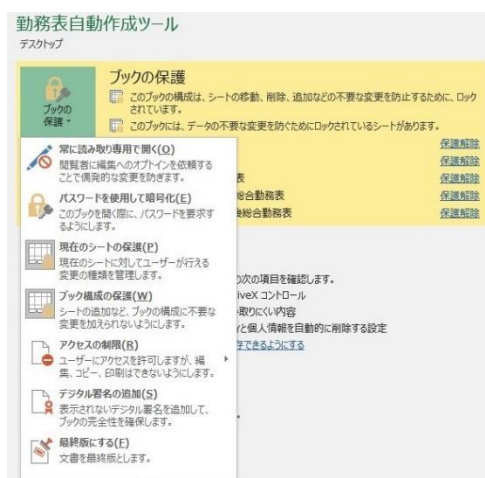 勤務表自動作成ツール
デスクトップ
ブックの保護
このブックの構成は、シートの移動、削除、追加などの不要な変更を防止するために、ロック
されています。
このブックには、データの不要な変更を防ぐためにロックされているシートがあります。
ブックの
保護
保護解除
表 保護解除
総合勤務表 保護解除
総合勤務表 保護解除
常に読み取り専用で開く(O)
閲覧者に編集へのオプトインを依頼する
ことで偶発的な変更を防ぎます。
パスワードを使用して暗号化(E)
このブックを開く際に、パスワードを要求す
るようにします。
現在のシートの保護(P)
現在のシートに対してユーザーが行える
変更の種類を管理します。
ブック構成の保護(W)
シートの追加など、ブックの構成に不要な
変更を加えられないようにします。
アクセスの制限(R)
ユーザーにアクセスを許可しますが、編
集、コピー、印刷はできないようにします。
デジタル署名の追加(S)
表示されないデジタル署名を追加して、
ブックの完全性を確保します。
最終版にする(F)
文書を最終版とします。
の次の項目を確認します。
iveX コントロール
取りにくい内容
と個人情報を自動的に削除する設定
存できるようにする